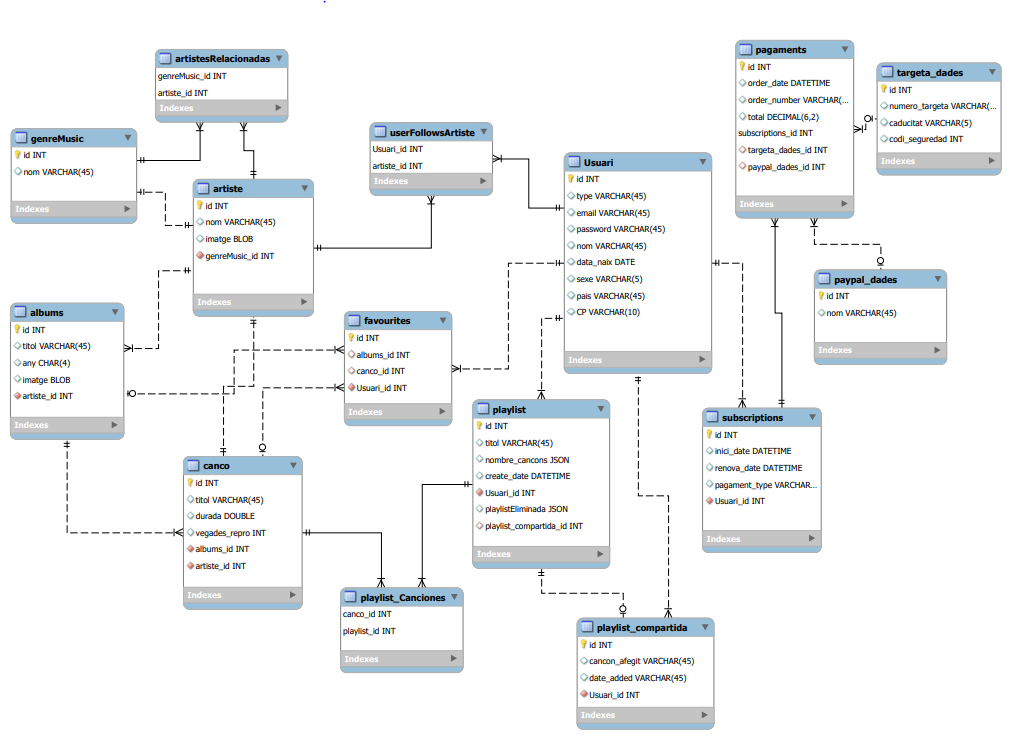 artistesRelacionadas
genreMusic_id INT
artiste_id INT
Indexes
genreMusic
id INT
nom VARCHAR(45)
Indexes
artiste
id INT
nom VARCHAR(45)
imatge BLOB
genreMusic_id INT
Indexes
userFollowsArtiste
Usuari_id INT
artiste_id INT
Indexes
Usuari
id INT
type VARCHAR(45)
email VARCHAR(45)
password VARCHAR(45)
nom VARCHAR(45)
data_naix DATE
sexe VARCHAR(5)
pais VARCHAR(45)
CP VARCHAR(10)
Indexes
pagaments
id INT
order_date DATETIME
order_number VARCHAR(...
total DECIMAL(6,2)
subscriptions_id INT
targeta_dades_id INT
paypal_dades_id INT
Indexes
targeta_dades
id INT
numero_targeta VARCHAR(...
caducitat VARCHAR(5)
codi_seguredad INT
Indexes
paypal_dades
id INT
nom VARCHAR(45)
Indexes
albums
id INT
titol VARCHAR(45)
any CHAR(4)
imatge BLOB
artiste_id INT
Indexes
favourites
id INT
albums_id INT
canco_id INT
Usuari_id INT
Indexes
playlist
id INT
titol VARCHAR(45)
nombre_cancons JSON
create_date DATETIME
Usuari_id INT
playlistEliminada JSON
playlist_compartida_id INT
Indexes
subscriptions
id INT
inici_date DATETIME
renova_date DATETIME
pagament_type VARCHAR...
Usuari_id INT
Indexes
canco
id INT
titol VARCHAR(45)
durada DOUBLE
vegades_repro INT
albums_id INT
artiste_id INT
Indexes
playlist_Canciones
canco_id INT
playlist_id INT
Indexes
playlist_compartida
id INT
cancon_afegit VARCHAR(45)
date_added VARCHAR(45)
Usuari_id INT
Indexes